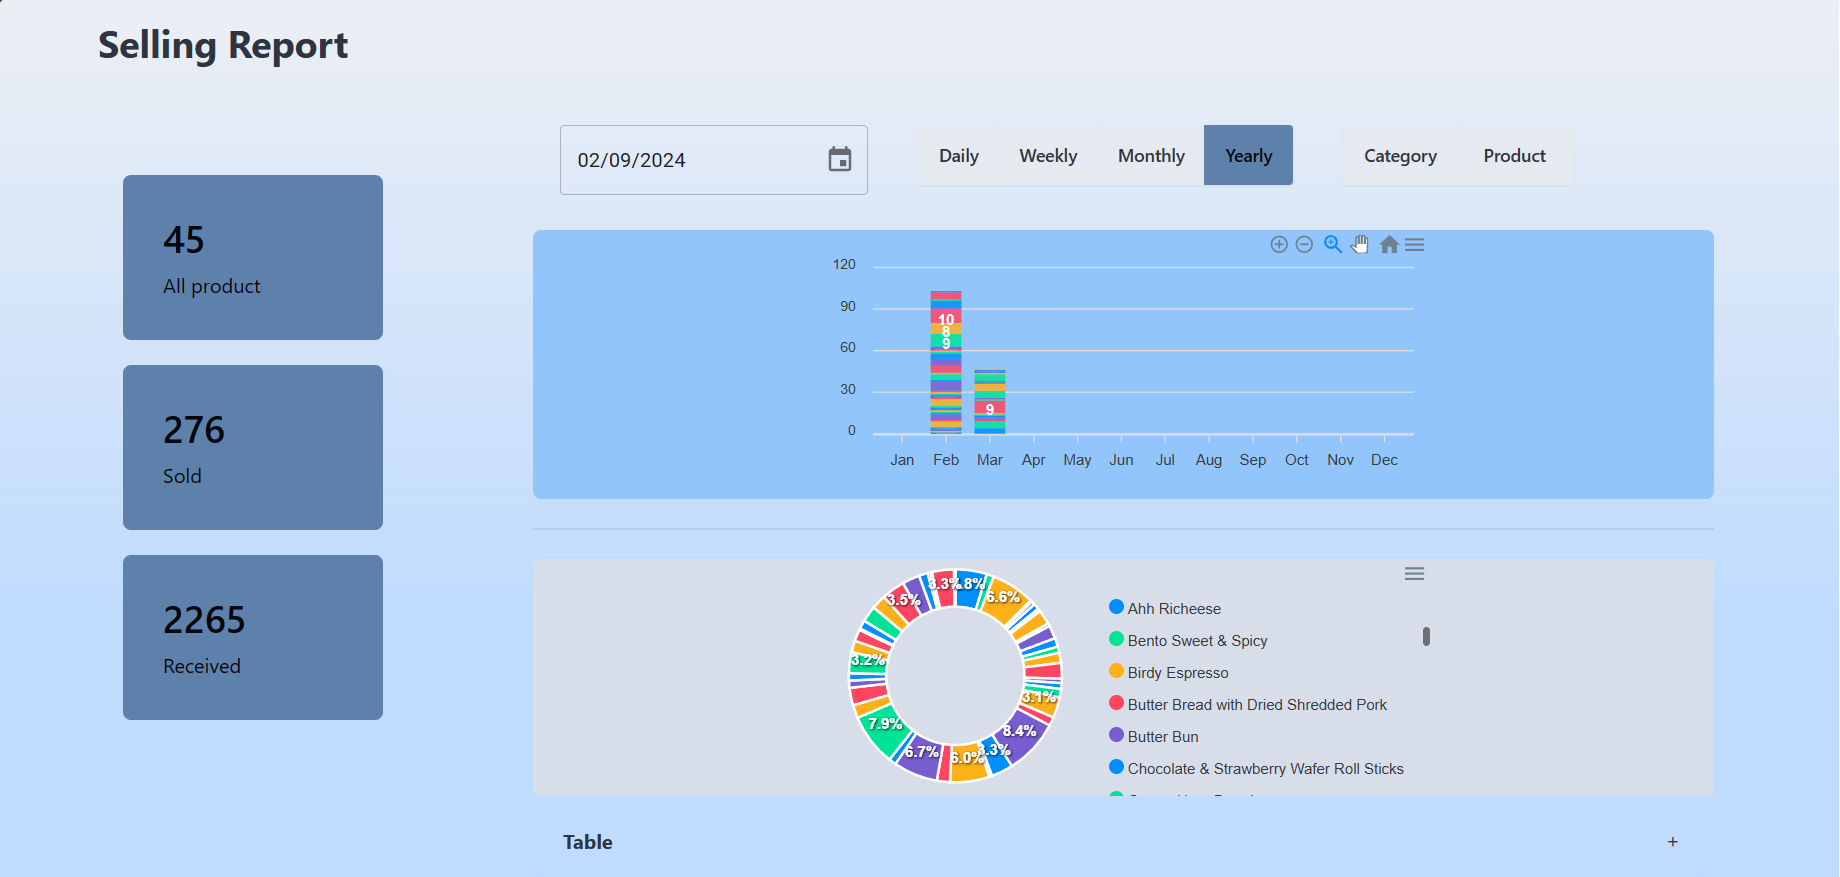 Selling Report
02/09/2024
Daily Weekly Monthly Yearly
Category Product
45
All product
276
Sold
2265
Received
120
90
60
30
0
10
8
9
9
Jan Feb Mar Apr May Jun Jul Aug Sep Oct Nov Dec
3.3%
6.6%
3.5%
3.2%
3.1%
7.9%
8.4%
6.7%
6.0%
3.3%
Ahh Richeese
Bento Sweet & Spicy
Birdy Espresso
Butter Bread with Dried Shredded Pork
Butter Bun
Chocolate & Strawberry Wafer Roll Sticks
Table
+